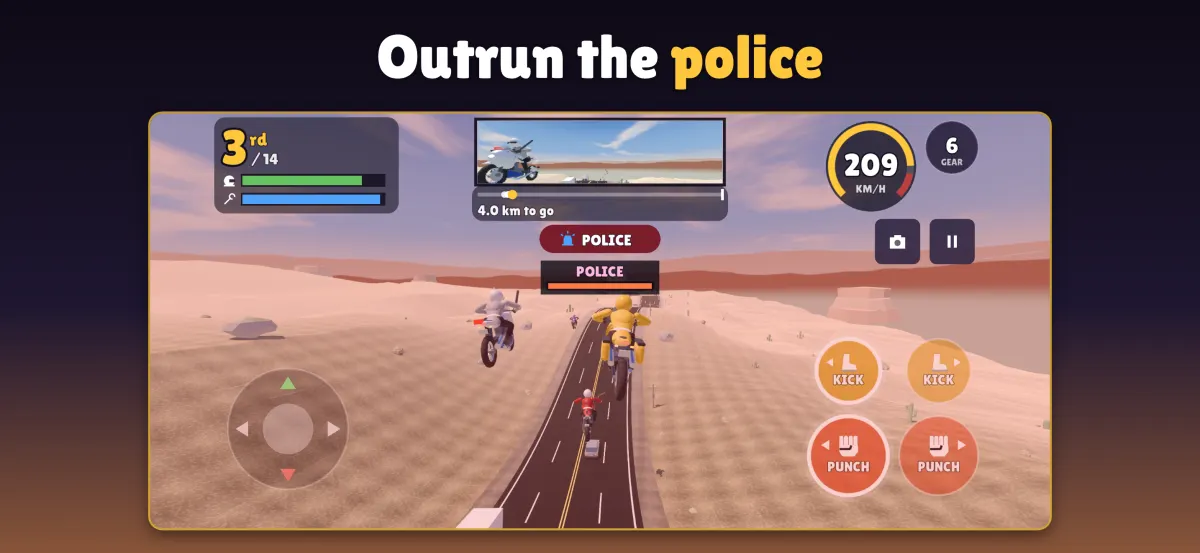 Outrun the police
3rd
/ 14
4.0 km to go
POLICE
POLICE
209
KM/H
6
GEAR
KICK
KICK
PUNCH
PUNCH